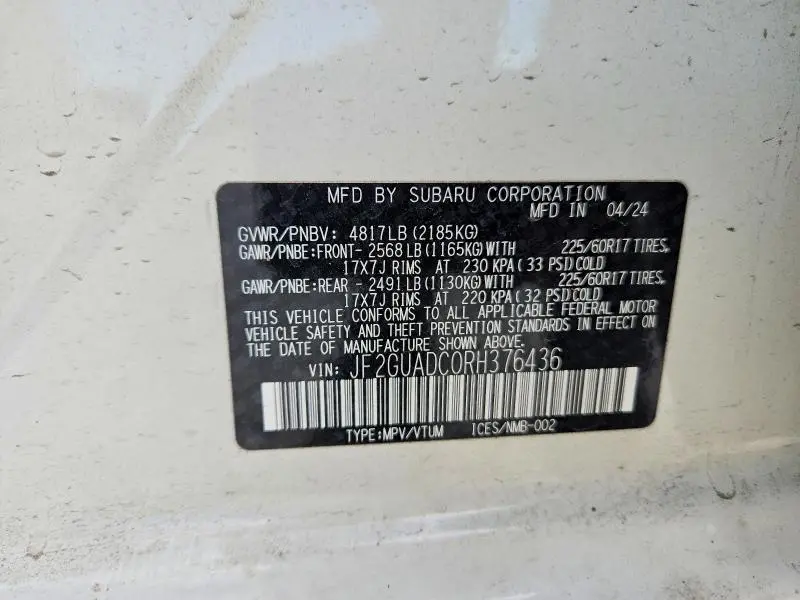 MFD BY SUBARU CORPORATION
MFD IN 04/24
GVWR/PNBV: 4817LB (2185KG)
GAWR/PNBE:FRONT- 2568 LB (1165KG) WITH 225/60R17 TIRES,
17X7J RIMS AT 230 KPA ( 33 PSI) COLD
GAWR/PNBE:REAR - 2491 LB (1130KG) WITH 225/60R17 TIRES,
17X7J RIMS AT 220 KPA ( 32 PSI) COLD
THIS VEHICLE CONFORMS TO ALL APPLICABLE FEDERAL MOTOR
VEHICLE SAFETY AND THEFT PREVENTION STANDARDS IN EFFECT ON
THE DATE OF MANUFACTURE SHOWN ABOVE.
VIN: JF2GUADC0RH376436
TYPE:MPV/VTUM ICES/NMB-002